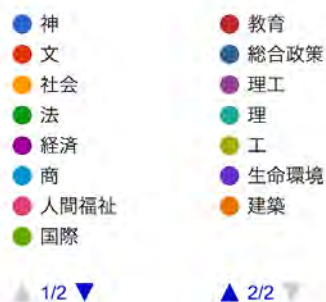 神
文
社会
法
経済
商
人間福祉
国際
1/2
教育
総合政策
理工
理
工
生命環境
建築
2/2